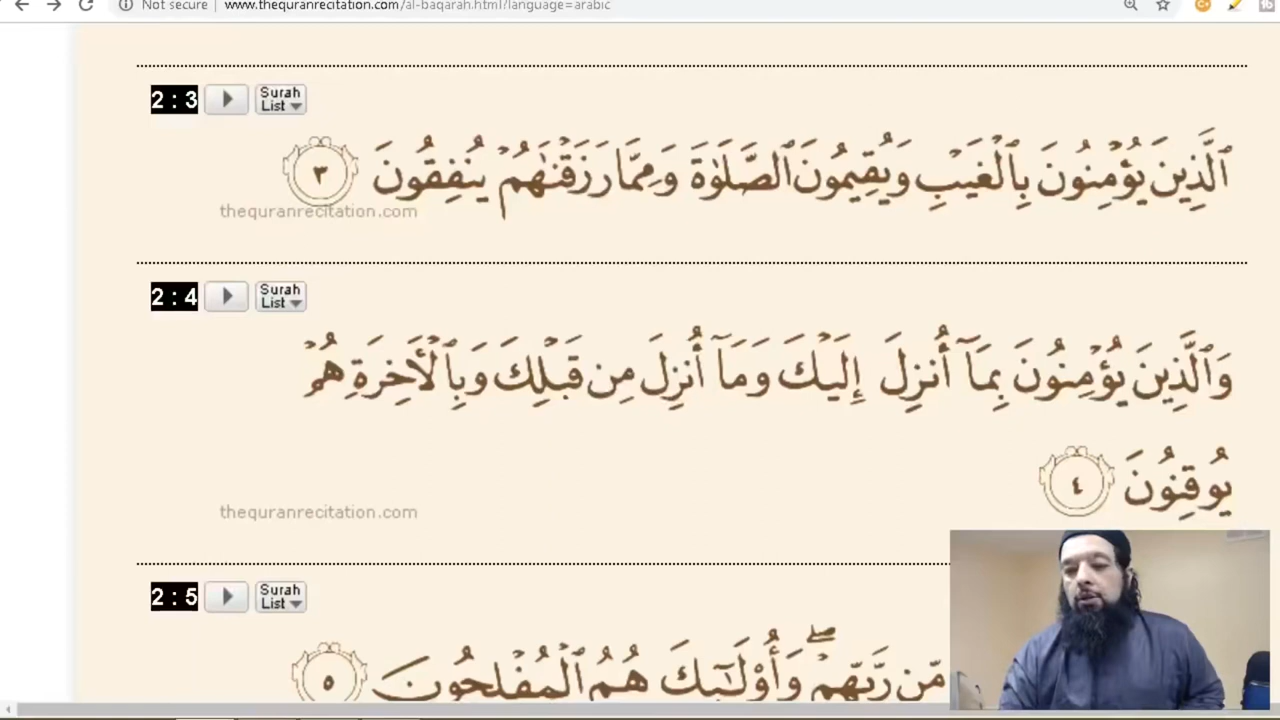 Not secure | www.thequranrecitation.com/al-baqarah.html?language=arabic
2 : 3 Surah List
ٱلَّذِينَ يُؤْمِنُونَ بِٱلْغَيْبِ وَيُقِيمُونَ ٱلصَّلَوٰةَ وَمِمَّا رَزَقْنَٰهُمْ يُنفِقُونَ ٣
thequranrecitation.com
2 : 4 Surah List
وَٱلَّذِينَ يُؤْمِنُونَ بِمَآ أُنزِلَ إِلَيْكَ وَمَآ أُنزِلَ مِن قَبْلِكَ وَبِٱلْأَخِرَةِ هُمْ
يُوقِنُونَ ٤
thequranrecitation.com
2 : 5 Surah List
مِّن رَّبِّهِمْ ۖ وَأُو۟لَٰٓئِكَ هُمُ ٱلْمُفْلِحُونَ ٥